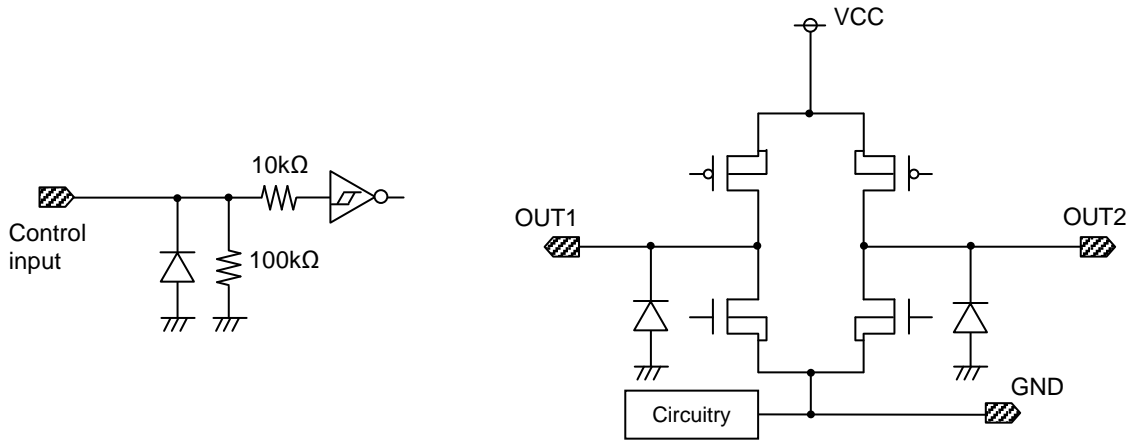 VCC
10kΩ
Control
input
100kΩ
OUT1
OUT2
Circuitry
GND